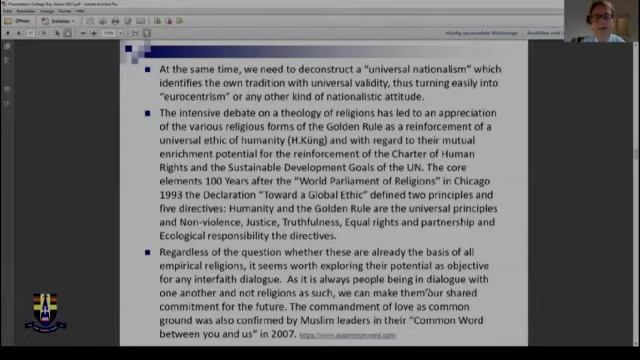 At the same time, we need to deconstruct a “universal nationalism” which
identifies the own tradition with universal validity, thus turning easily into
“eurocentrism” or any other kind of nationalistic attitude.
The intensive debate on a theology of religions has led to an appreciation
of the various religious forms of the Golden Rule as a reinforcement of a
universal ethic of humanity (H.Küng) and with regard to their mutual
enrichment potential for the reinforcement of the Charter of Human
Rights and the Sustainable Development Goals of the UN. The core
elements 100 Years after the “World Parliament of Religions” in Chicago
1993 the Declaration “Toward a Global Ethic” defined two principles and
five directives: Humanity and the Golden Rule are the universal principles
and Non-violence, Justice, Truthfulness, Equal rights and partnership and
Ecological responsibility the directives.
Regardless of the question whether these are already the basis of all
empirical religions, it seems worth exploring their potential as objective
for any interfaith dialogue. As it is always people being in dialogue with
one another and not religions as such, we can make them our shared
commitment for the future. The commandment of love as common
ground was also confirmed by Muslim leaders in their “Common Word
between you and us” in 2007. https://www.acommonword.com